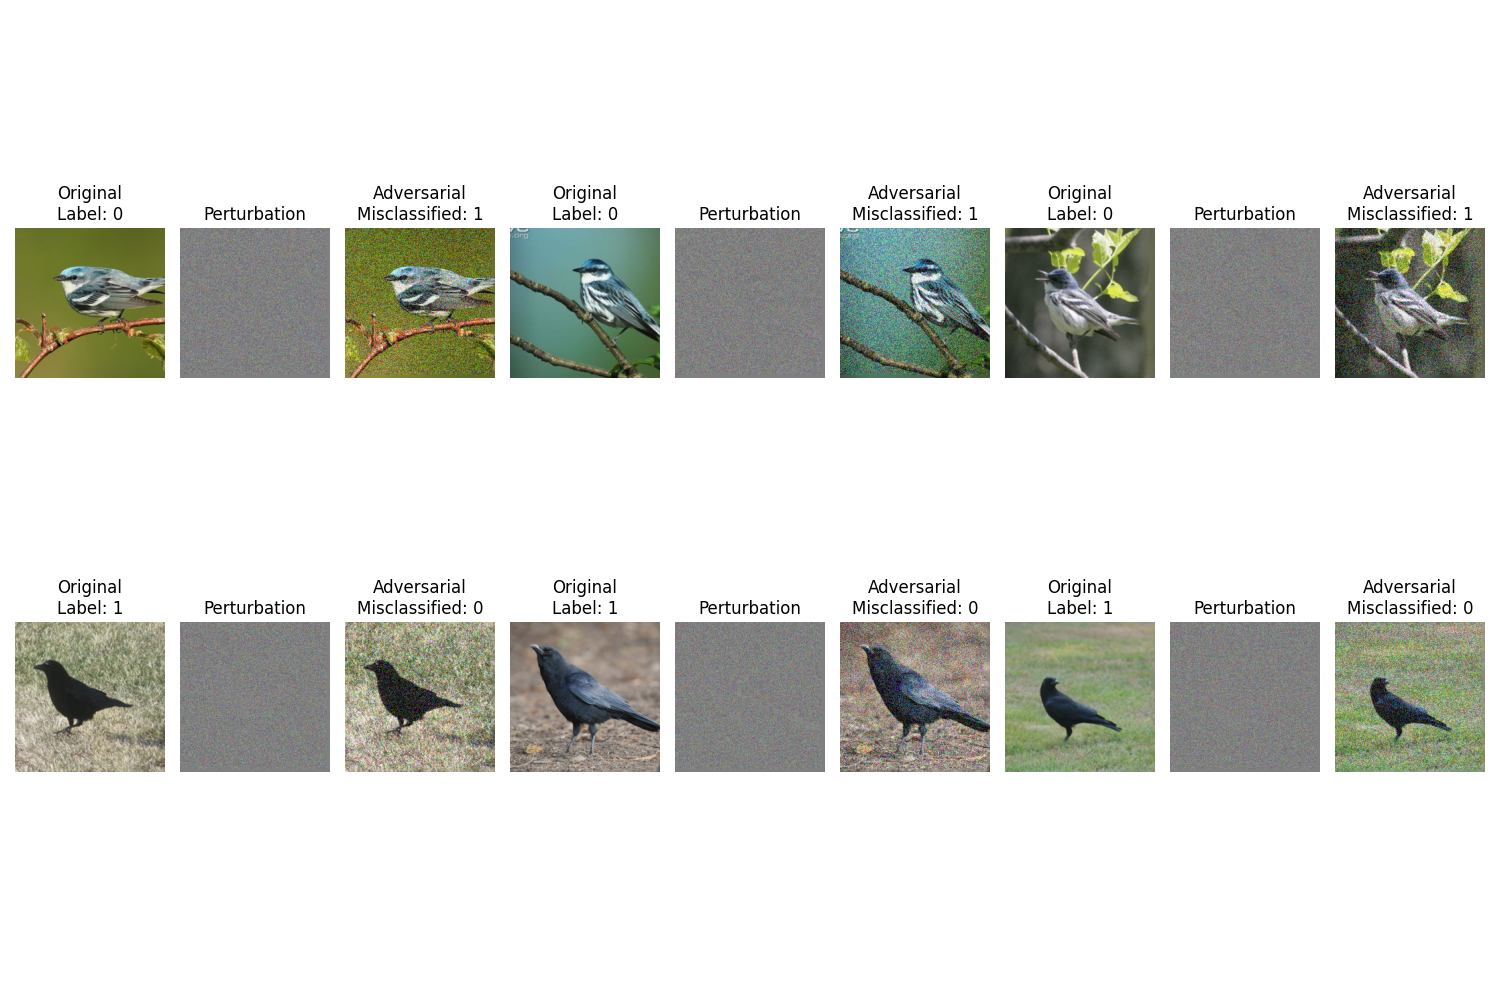 Original
Label: 0
Perturbation
Adversarial
Misclassified: 1
Original
Label: 0
Perturbation
Adversarial
Misclassified: 1
Original
Label: 0
Perturbation
Adversarial
Misclassified: 1
Original
Label: 1
Perturbation
Adversarial
Misclassified: 0
Original
Label: 1
Perturbation
Adversarial
Misclassified: 0
Original
Label: 1
Perturbation
Adversarial
Misclassified: 0